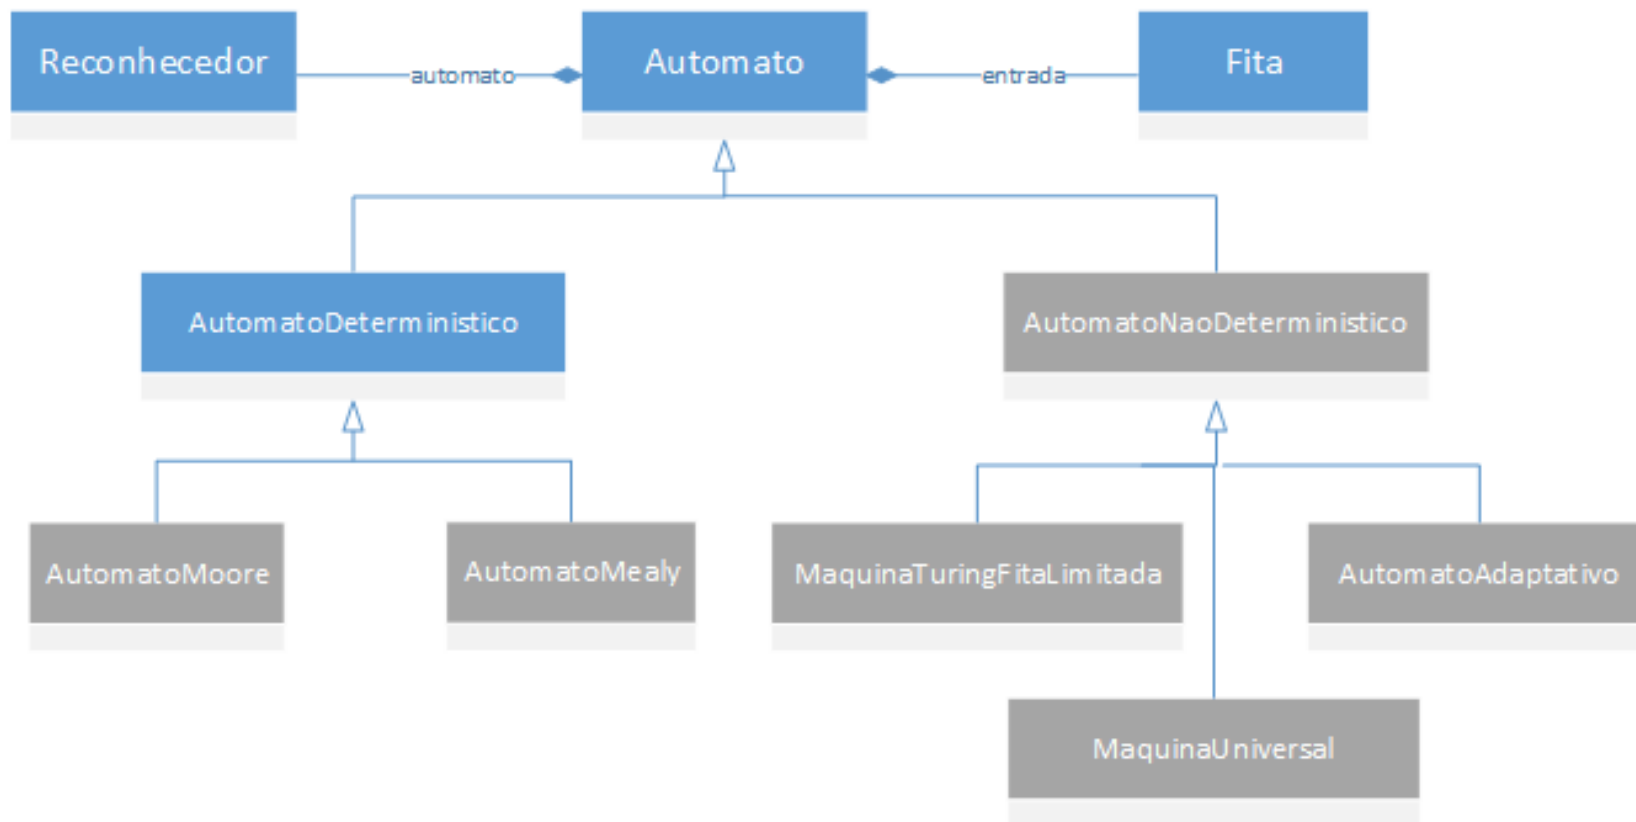 Reconhecedor
automato
Automato
entrada
Fita
AutomatoDeterministico
AutomatoNaoDeterministico
AutomatoMoore
AutomatoMealy
MaquinaTuringFitaLimitada
AutomatoAdaptativo
MaquinaUniversal